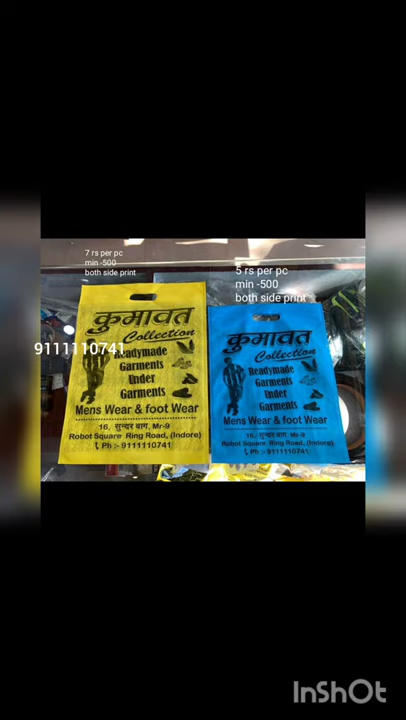 7 rs per pc
min -500
both side print
5 rs per pc
min -500
both side print
9111110741
कुमावत
Collection
Readymade
Garments
Under
Garments
Mens Wear & foot Wear
16, सुन्दर बाग, Mr-9
Robot Square Ring Road, (Indore)
Ph :- 9111110741
कुमावत
Collection
Readymade
Garments
Under
Garments
Mens Wear & foot Wear
16, सुन्दर बाग, Mr-9
Robot Square Ring Road, (Indore)
Ph :- 9111110741
InShOt